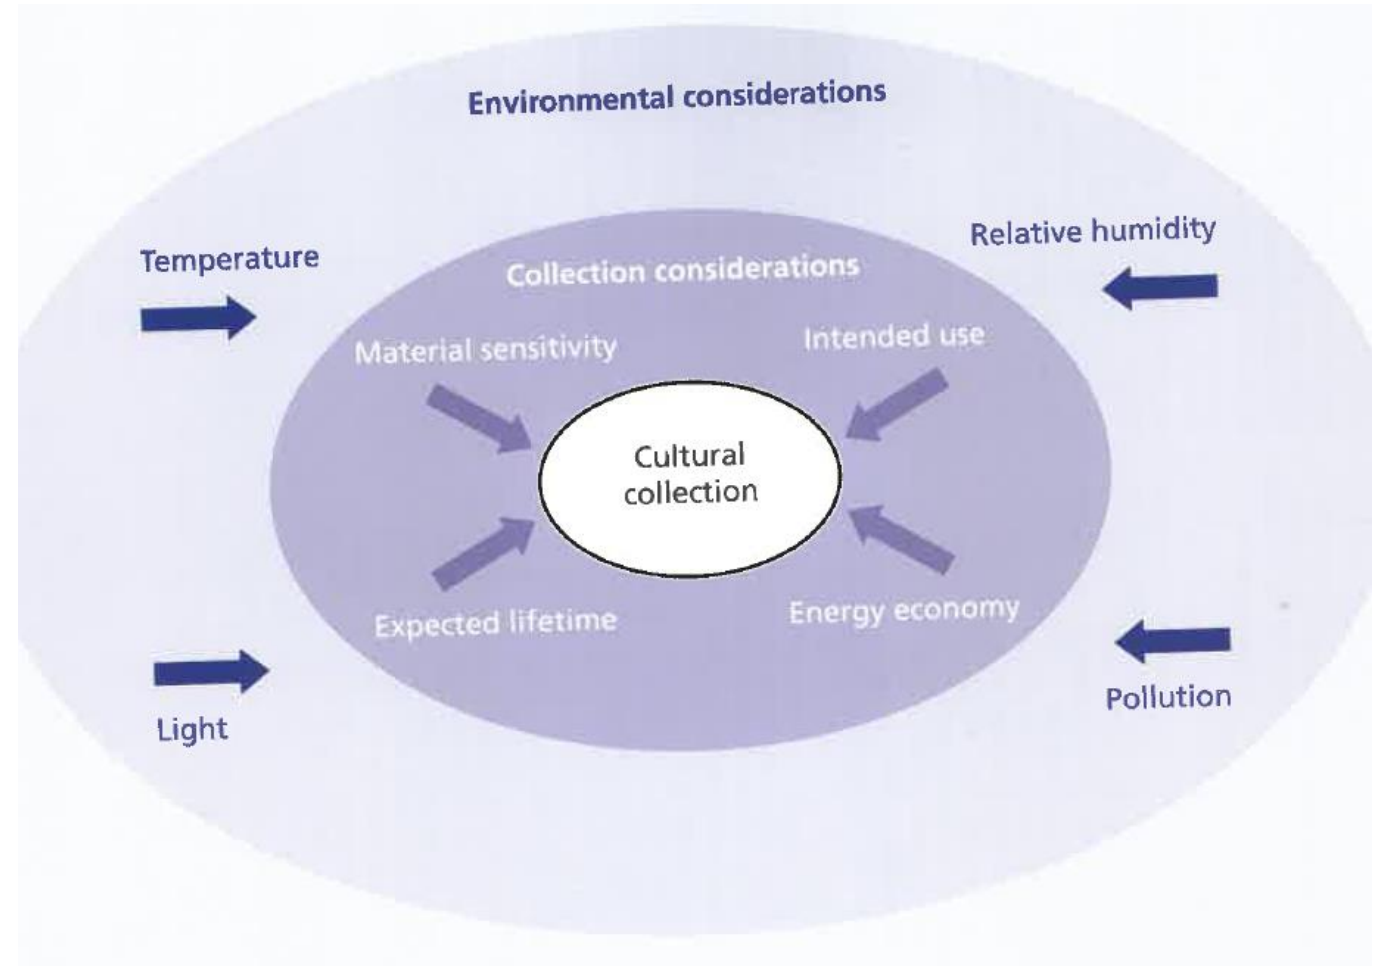 Environmental considerations
Temperature
Relative humidity
Collection considerations
Material sensitivity
Intended use
Cultural
collection
Expected lifetime
Energy economy
Light
Pollution